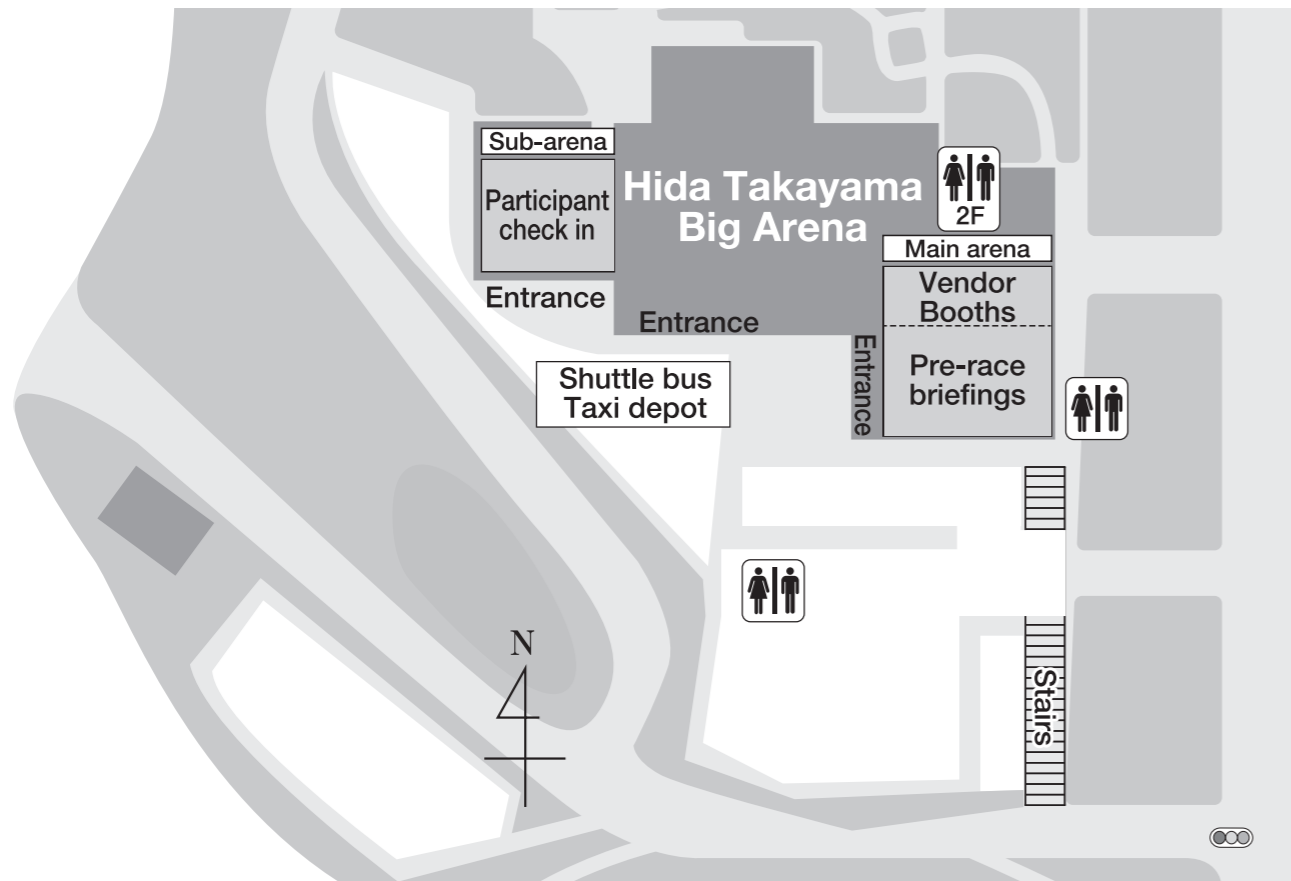 Sub-arena
Participant
check in
Entrance
Hida Takayama
Big Arena
Entrance
2F
Main arena
Vendor
Booths
Pre-race
briefings
Entrance
Shuttle bus
Taxi depot
N
Stairs